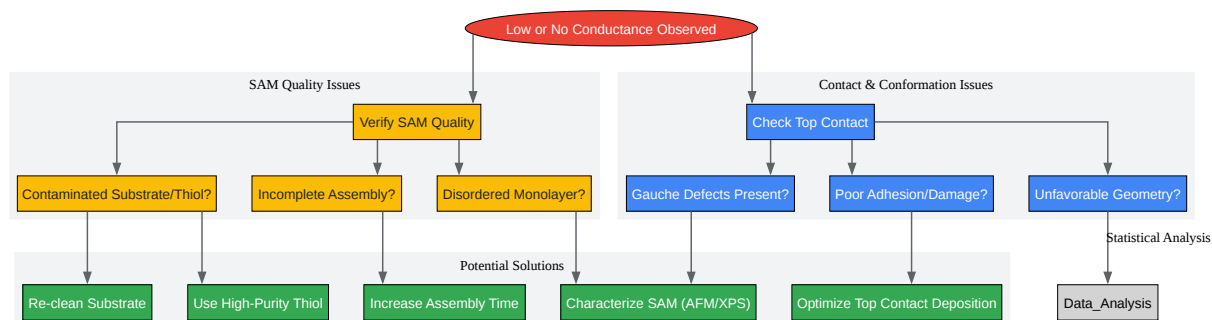 Low or No Conductance Observed
SAM Quality Issues
Contact & Conformation Issues
Verify SAM Quality
Check Top Contact
Contaminated Substrate/Thiol?
Incomplete Assembly?
Disordered Monolayer?
Gauche Defects Present?
Poor Adhesion/Damage?
Unfavorable Geometry?
Statistical Analysis
Potential Solutions
Re-clean Substrate
Use High-Purity Thiol
Increase Assembly Time
Characterize SAM (AFM/XPS)
Optimize Top Contact Deposition
Data_Analysis